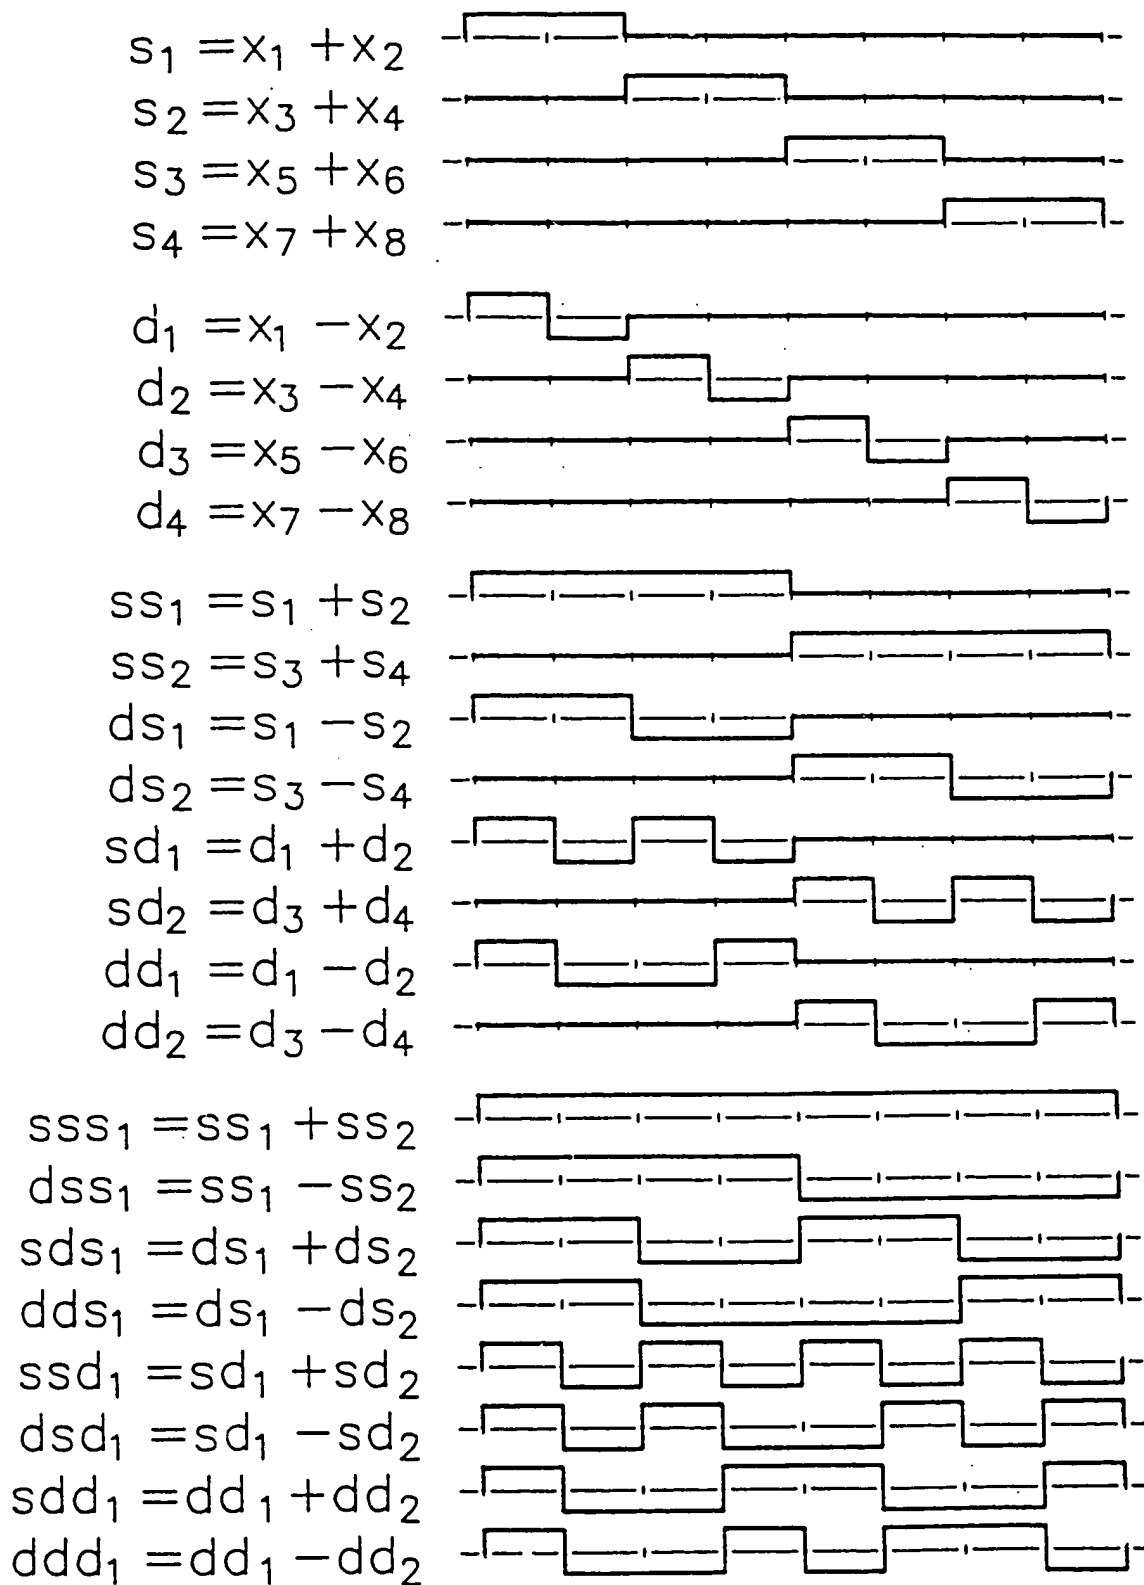 s₁ = x₁ + x₂
s₂ = x₃ + x₄
s₃ = x₅ + x₆
s₄ = x₇ + x₈
d₁ = x₁ − x₂
d₂ = x₃ − x₄
d₃ = x₅ − x₆
d₄ = x₇ − x₈
ss₁ = s₁ + s₂
ss₂ = s₃ + s₄
ds₁ = s₁ − s₂
ds₂ = s₃ − s₄
sd₁ = d₁ + d₂
sd₂ = d₃ + d₄
dd₁ = d₁ − d₂
dd₂ = d₃ − d₄
sss₁ = ss₁ + ss₂
dss₁ = ss₁ − ss₂
sds₁ = ds₁ + ds₂
dds₁ = ds₁ − ds₂
ssd₁ = sd₁ + sd₂
dsd₁ = sd₁ − sd₂
sdd₁ = dd₁ + dd₂
ddd₁ = dd₁ − dd₂